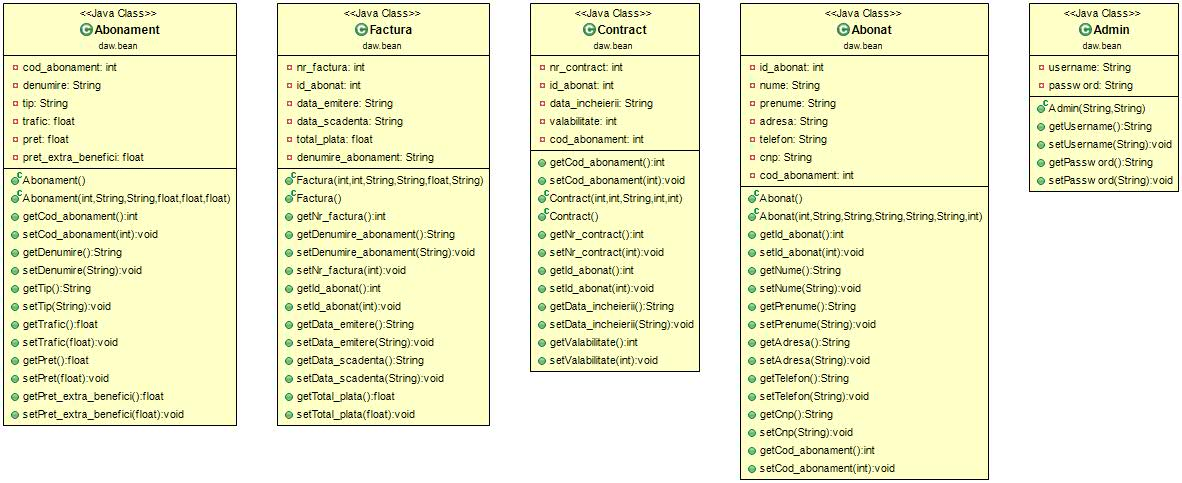 <<Java Class>>
Abonament
daw.bean
cod_abonament: int
denumire: String
tip: String
trafic: float
pret: float
pret_extra_benefici: float
Abonament()
Abonament(int,String,String,float,float,float)
getCod_abonament():int
setCod_abonament(int):void
getDenumire():String
setDenumire(String):void
getTip():String
setTip(String):void
getTrafic():float
setTrafic(float):void
getPret():float
setPret(float):void
getPret_extra_benefici():float
setPret_extra_benefici(float):void
<<Java Class>>
Factura
daw.bean
nr_factura: int
id_abonat: int
data_emitere: String
data_scadenta: String
total_plata: float
denumire_abonament: String
Factura(int,int,String,String,float,String)
Factura()
getNr_factura():int
getDenumire_abonament():String
setDenumire_abonament(String):void
setNr_factura(int):void
getId_abonat():int
setId_abonat(int):void
getData_emitere():String
setData_emitere(String):void
getData_scadenta():String
setData_scadenta(String):void
getTotal_plata():float
setTotal_plata(float):void
<<Java Class>>
Contract
daw.bean
nr_contract: int
id_abonat: int
data_incheierii: String
valabilitate: int
cod_abonament: int
getCod_abonament():int
setCod_abonament(int):void
Contract(int,int,String,int,int)
Contract()
getNr_contract():int
setNr_contract(int):void
getId_abonat():int
setId_abonat(int):void
getData_incheierii():String
setData_incheierii(String):void
getValabilitate():int
setValabilitate(int):void
<<Java Class>>
Abonat
daw.bean
id_abonat: int
nume: String
prenume: String
adresa: String
telefon: String
cnp: String
cod_abonament: int
Abonat()
Abonat(int,String,String,String,String,String,int)
getId_abonat():int
setId_abonat(int):void
getNume():String
setNume(String):void
getPrenume():String
setPrenume(String):void
getAdresa():String
setAdresa(String):void
getTelefon():String
setTelefon(String):void
getCnp():String
setCnp(String):void
getCod_abonament():int
setCod_abonament(int):void
<<Java Class>>
Admin
daw.bean
username: String
password: String
Admin(String,String)
getUsername():String
setUsername(String):void
getPassword():String
setPassword(String):void